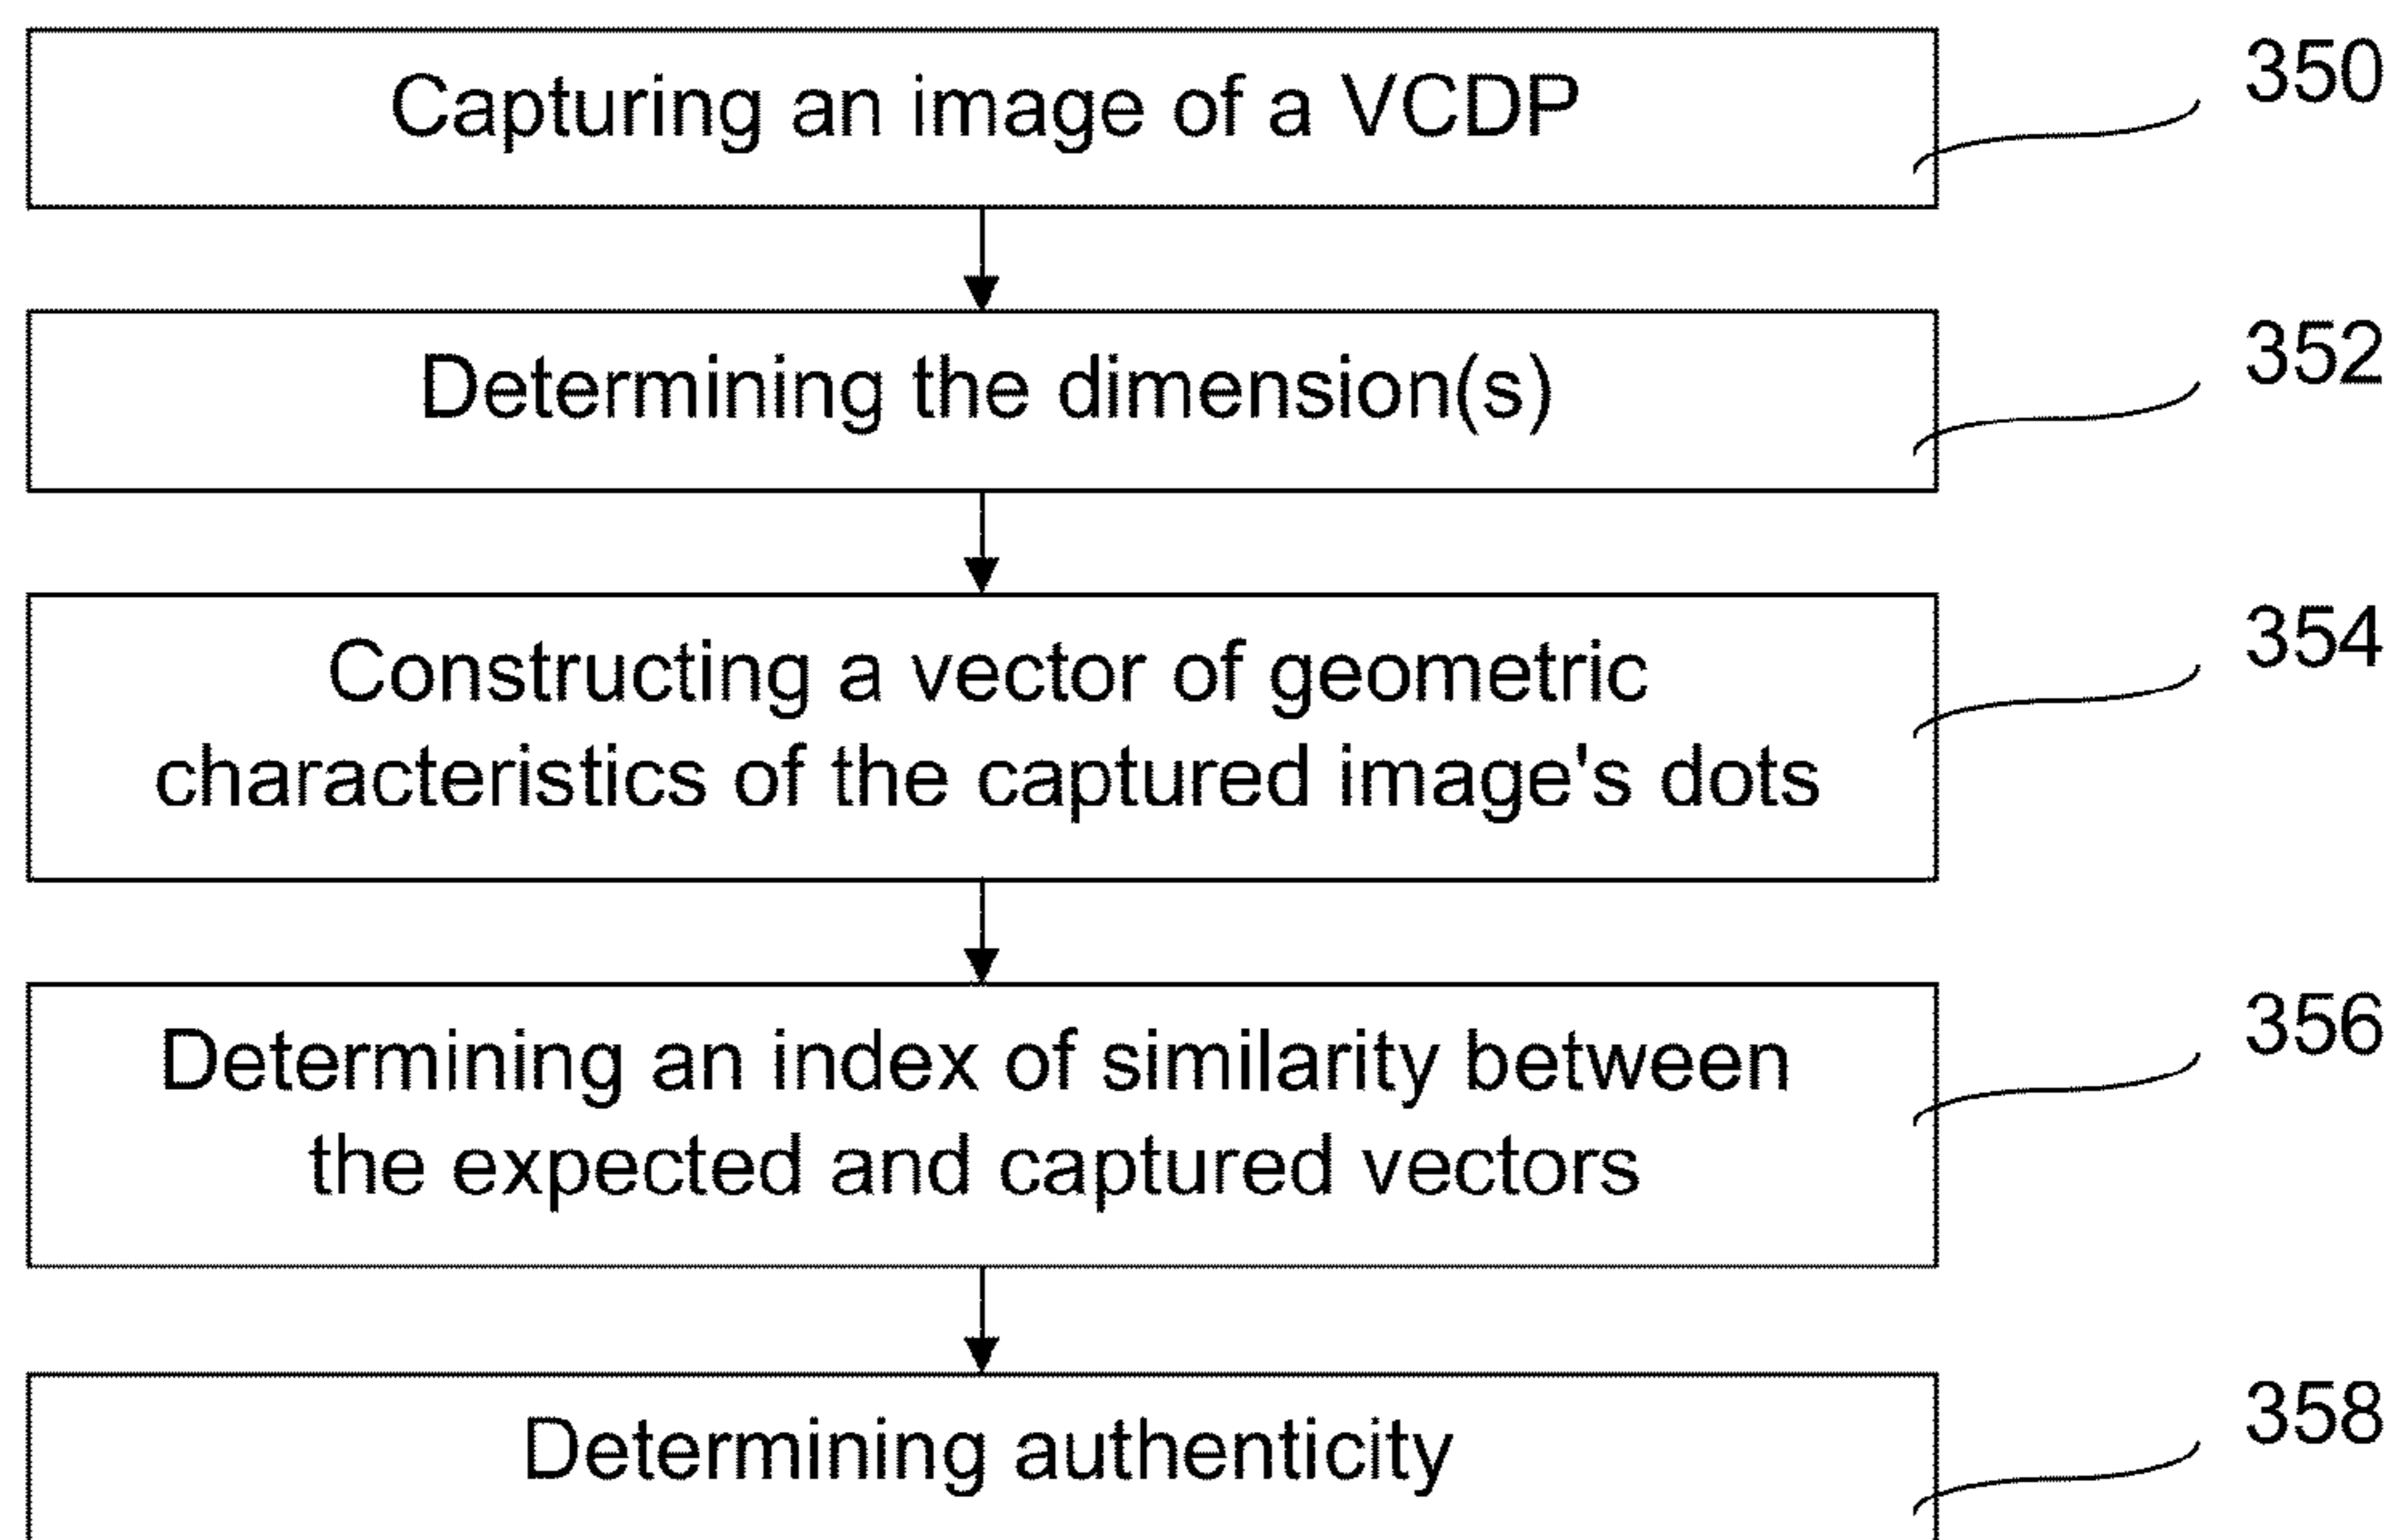 Capturing an image of a VCDP
350
Determining the dimension(s)
352
Constructing a vector of geometric
characteristics of the captured image's dots
354
Determining an index of similarity between
the expected and captured vectors
356
Determining authenticity
358